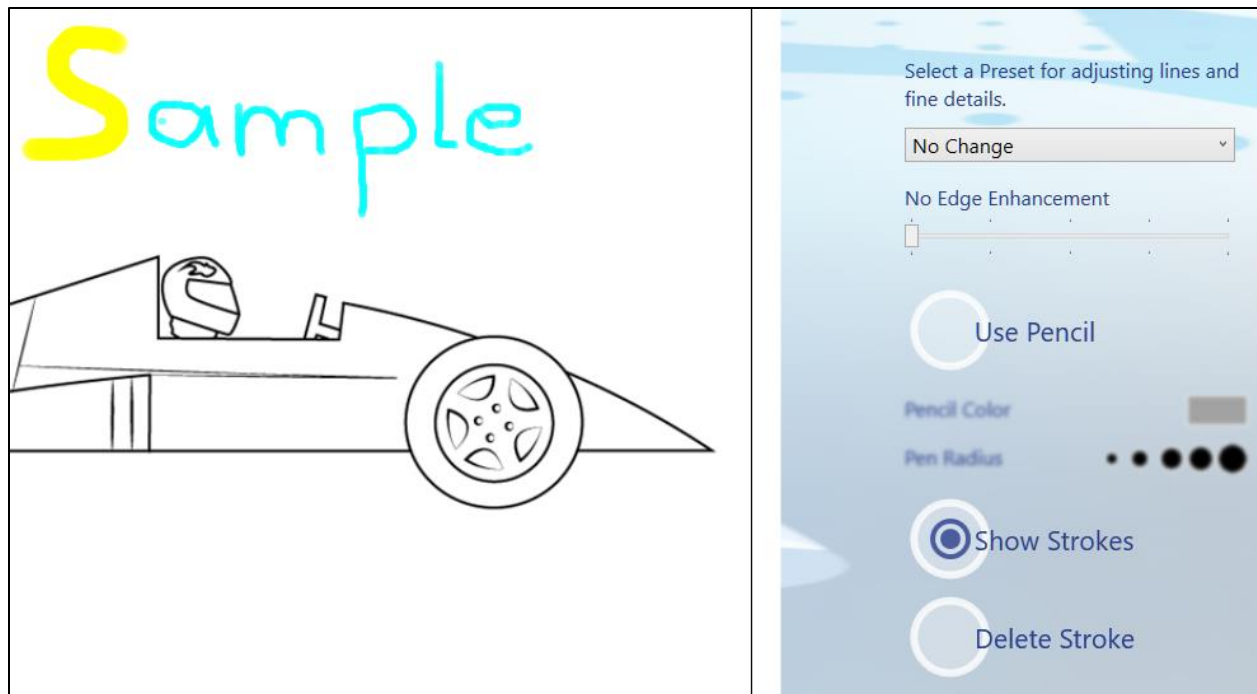 Sample
Select a Preset for adjusting lines and
fine details.
No Change
No Edge Enhancement
Use Pencil
Pencil Color
Pen Radius
Show Strokes
Delete Stroke